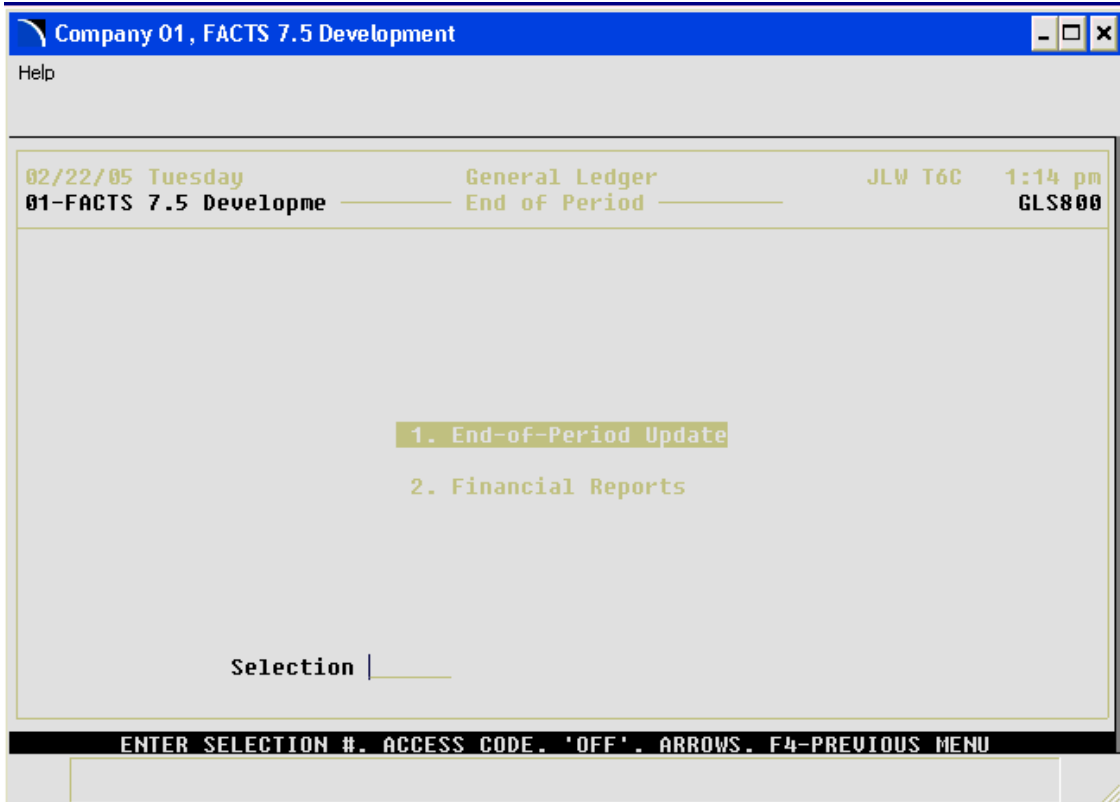 Company 01, FACTS 7.5 Development
Help
02/22/05 Tuesday General Ledger JLW T6C 1:14 pm
01-FACTS 7.5 Developme End of Period GLS800
1. End-of-Period Update
2. Financial Reports
Selection
ENTER SELECTION #. ACCESS CODE. 'OFF'. ARROWS. F4-PREVIOUS MENU